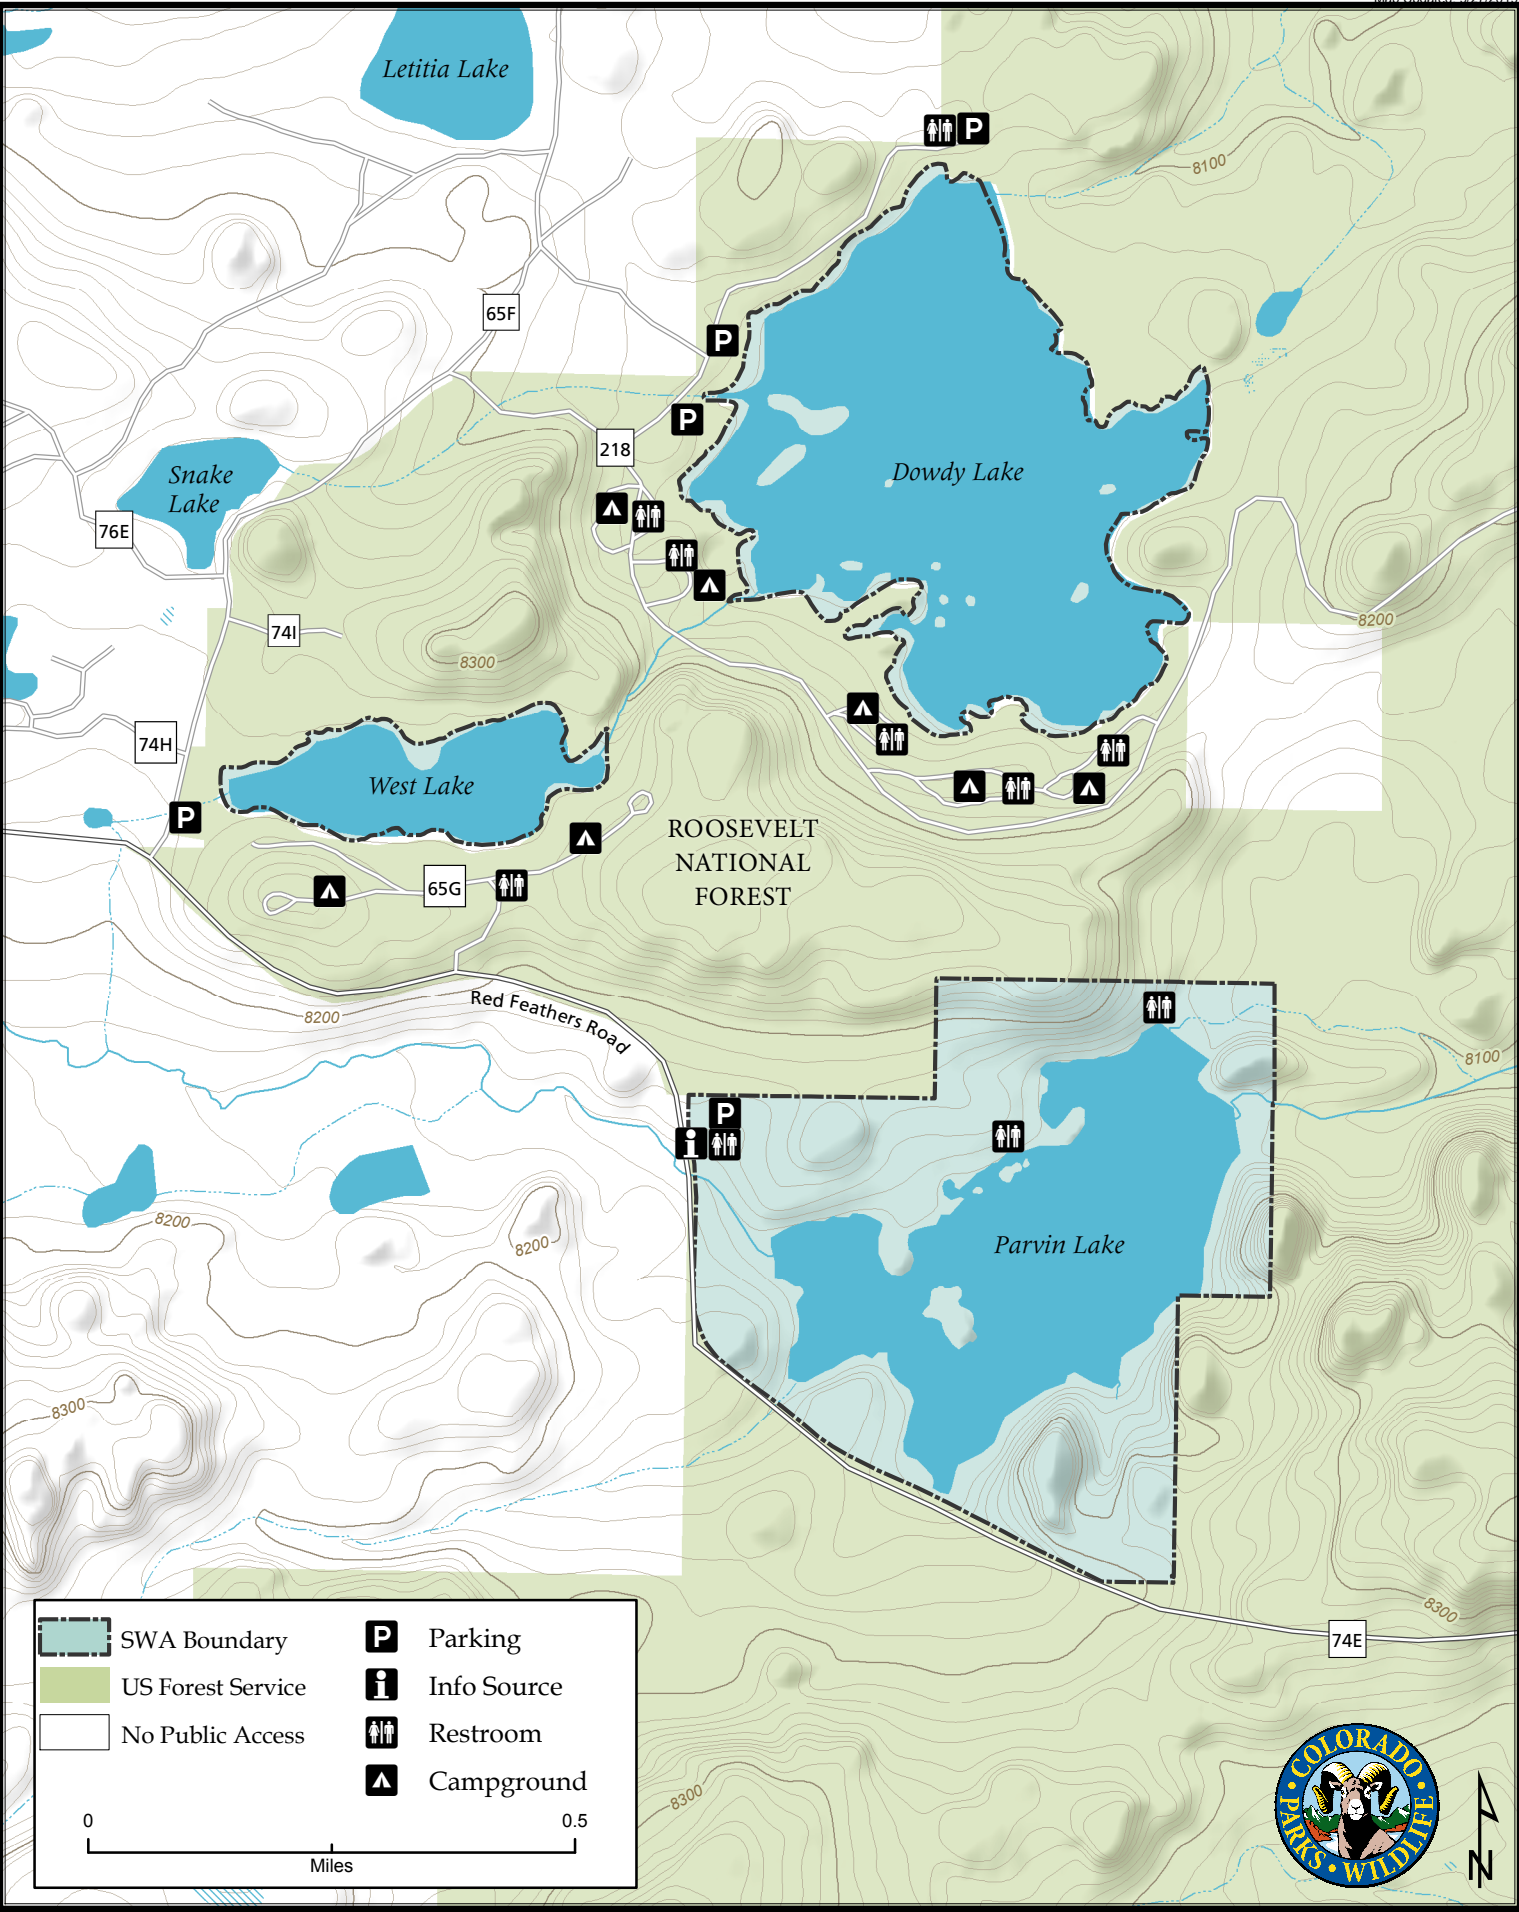 Letitia Lake
P
8100
65F
P
P
218
Dowdy Lake
Snake
Lake
76E
8200
74I
8300
74H
West Lake
P
ROOSEVELT
NATIONAL
FOREST
65G
Red Feathers Road
8200
8100
P
i
8200
8200
Parvin Lake
8300
8300
74E
SWA Boundary
P Parking
US Forest Service
i Info Source
No Public Access
Restroom
Campground
8300
0 0.5
Miles
COLORADO
PARKS • WILDLIFE
N